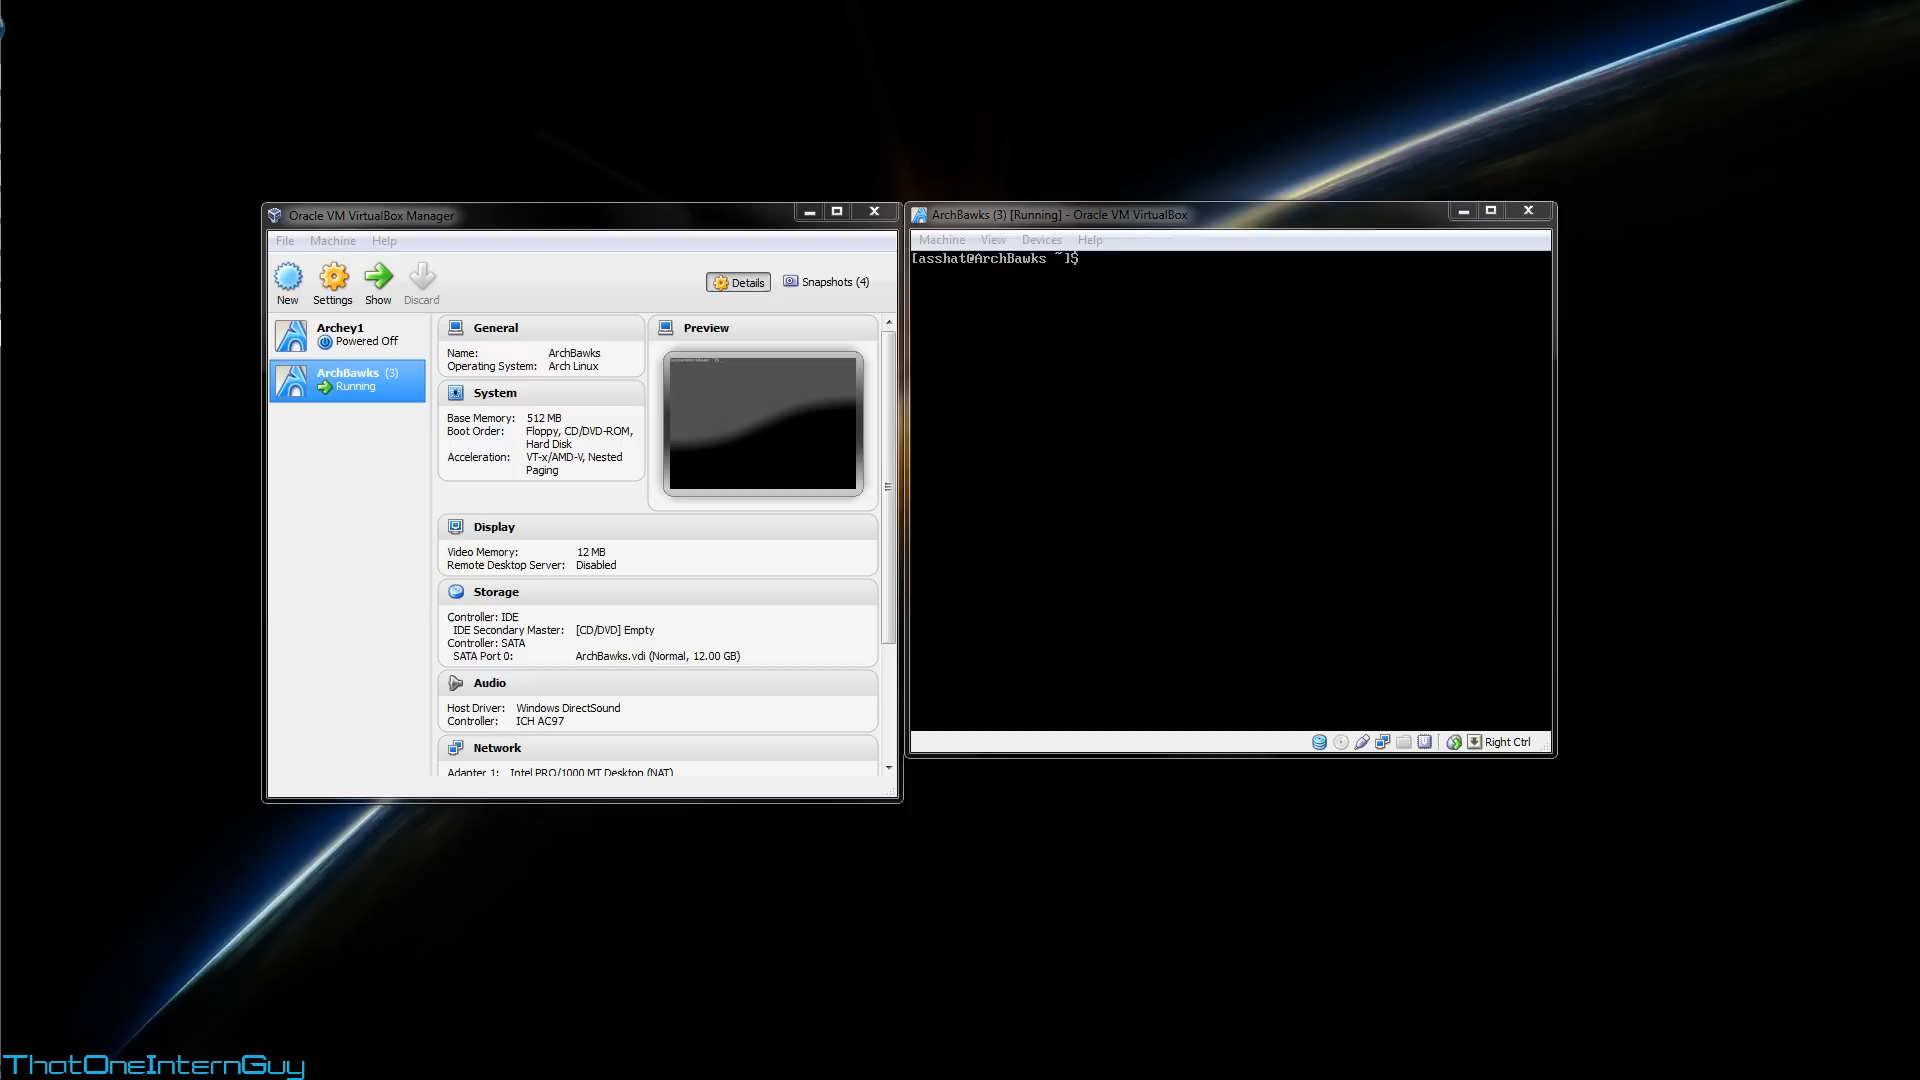 Oracle VM VirtualBox Manager
File Machine Help
New Settings Show Discard
Details Snapshots (4)
Archey1
Powered Off
ArchBawks (3)
Running
General
Name: ArchBawks
Operating System: Arch Linux
Preview
System
Base Memory: 512 MB
Boot Order: Floppy, CD/DVD-ROM,
Hard Disk
Acceleration: VT-x/AMD-V, Nested
Paging
Display
Video Memory: 12 MB
Remote Desktop Server: Disabled
Storage
Controller: IDE
IDE Secondary Master: [CD/DVD] Empty
Controller: SATA
SATA Port 0: ArchBawks.vdi (Normal, 12.00 GB)
Audio
Host Driver: Windows DirectSound
Controller: ICH AC97
Network
Adapter 1: Intel PRO/1000 MT Desktop (NAT)
ArchBawks (3) [Running] - Oracle VM VirtualBox
Machine View Devices Help
[asshat@ArchBawks ~]$
Right Ctrl
ThatOneInternGuy